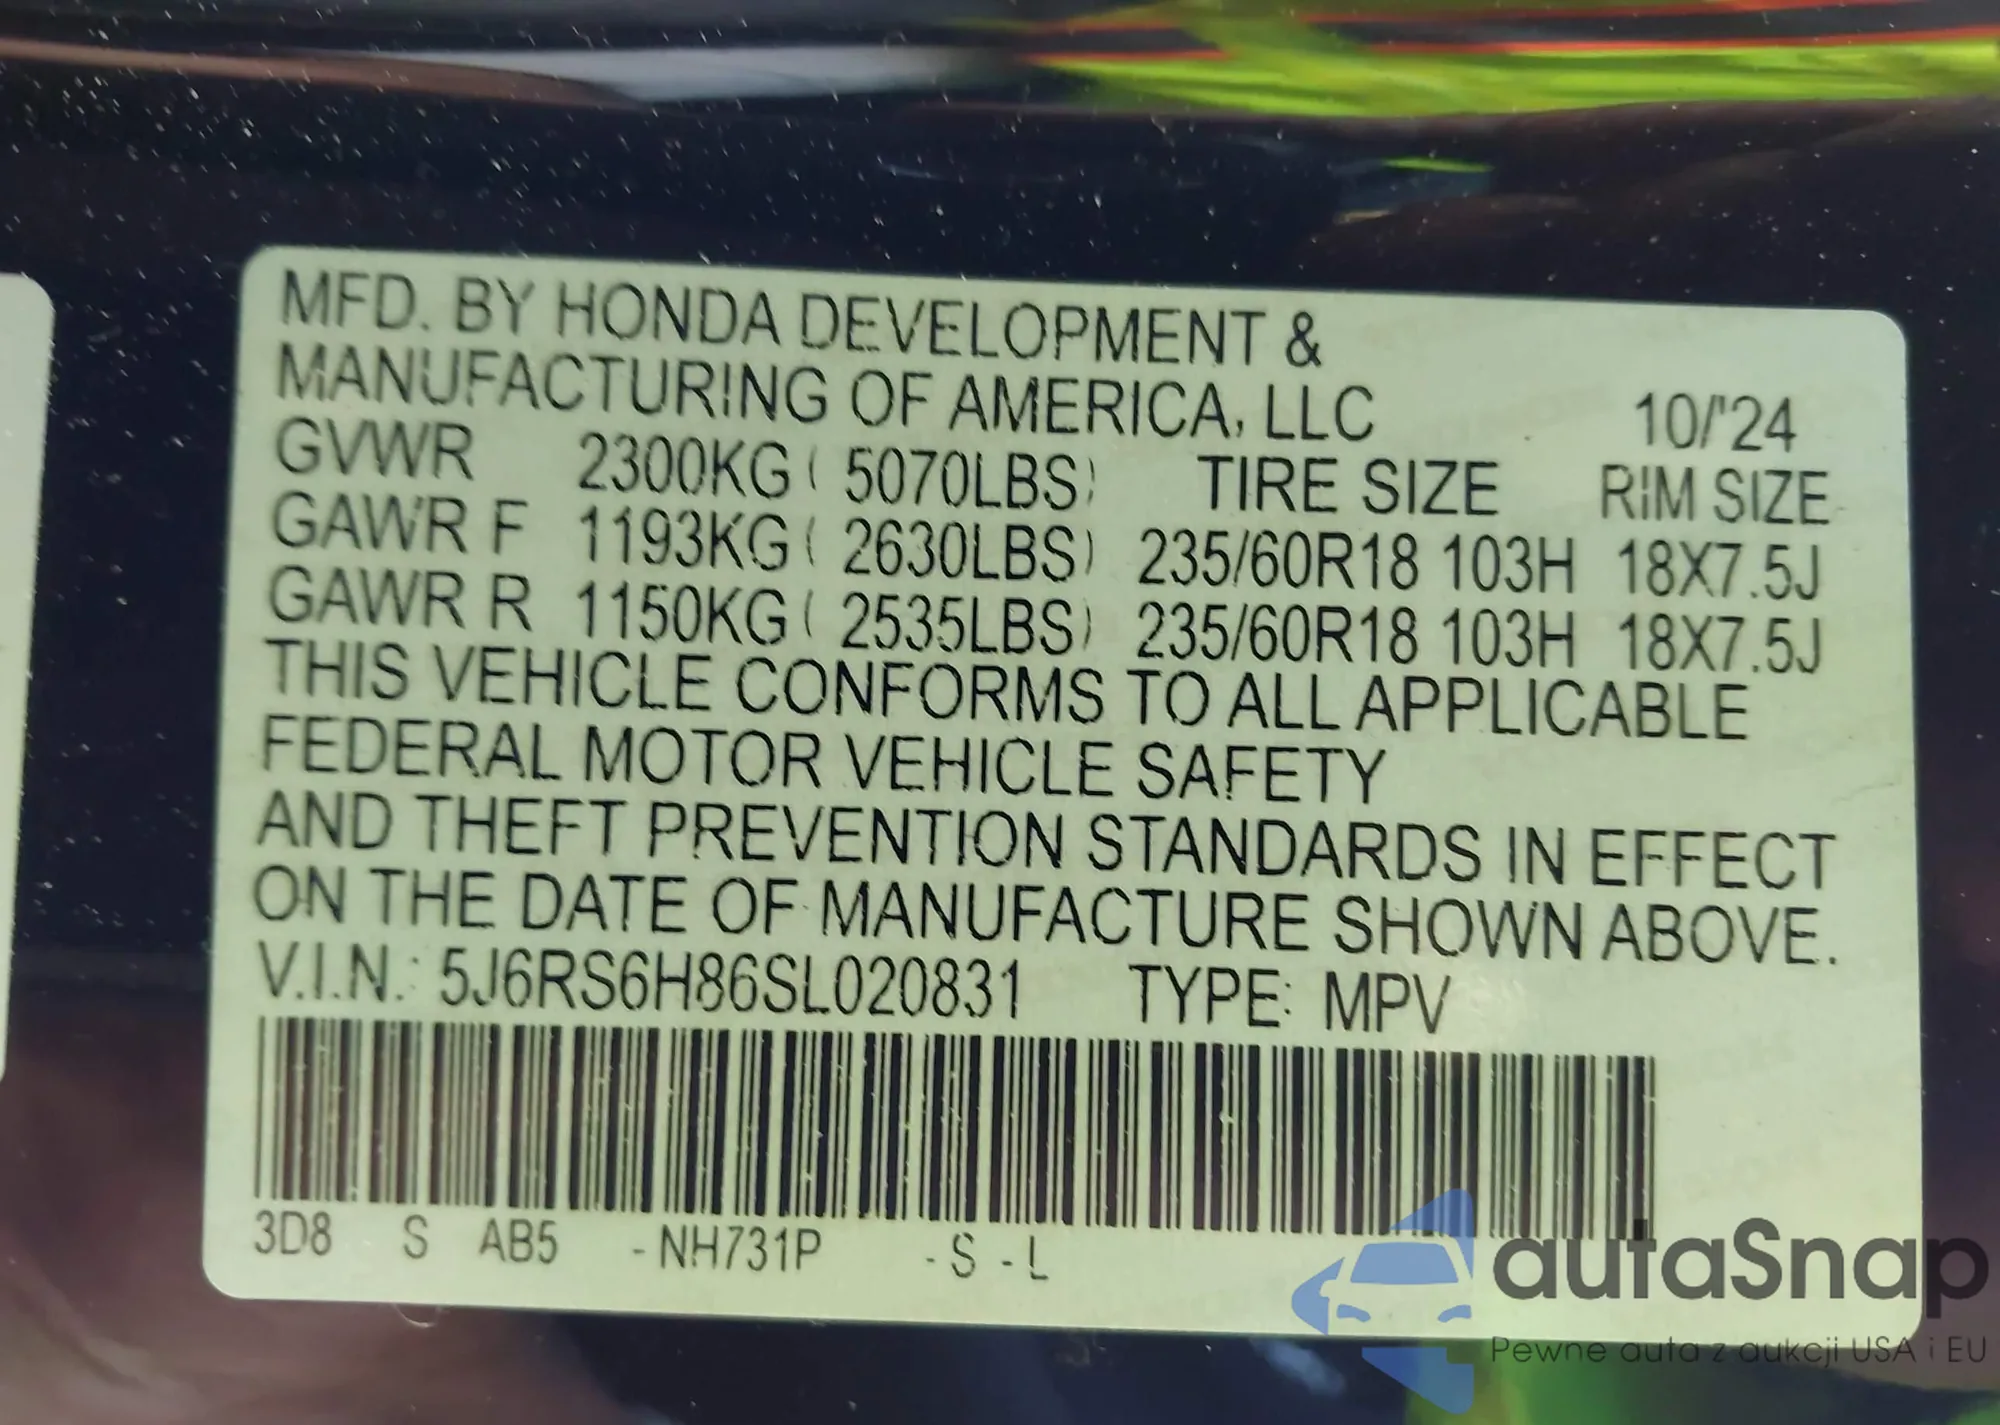 MFD. BY HONDA DEVELOPMENT &
MANUFACTURING OF AMERICA, LLC 10/'24
GVWR 2300KG ( 5070LBS) TIRE SIZE RIM SIZE
GAWR F 1193KG ( 2630LBS) 235/60R18 103H 18X7.5J
GAWR R 1150KG ( 2535LBS) 235/60R18 103H 18X7.5J
THIS VEHICLE CONFORMS TO ALL APPLICABLE
FEDERAL MOTOR VEHICLE SAFETY
AND THEFT PREVENTION STANDARDS IN EFFECT
ON THE DATE OF MANUFACTURE SHOWN ABOVE.
V.I.N.: 5J6RS6H86SL020831 TYPE: MPV
3D8 S AB5 -NH731P -S-L
autaSnap
Pewne auta z aukcji USA i EU